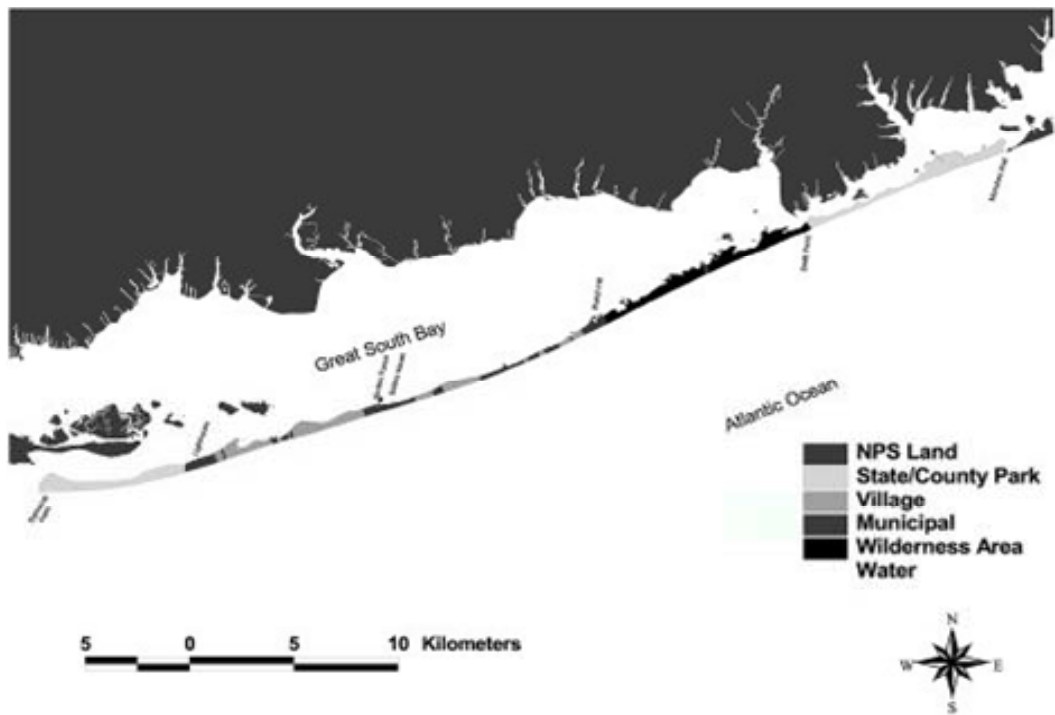 Great South Bay
Atlantic Ocean
NPS Land
State/County Park
Village
Municipal
Wilderness Area
Water
5 0 5 10 Kilometers
N
W E
S